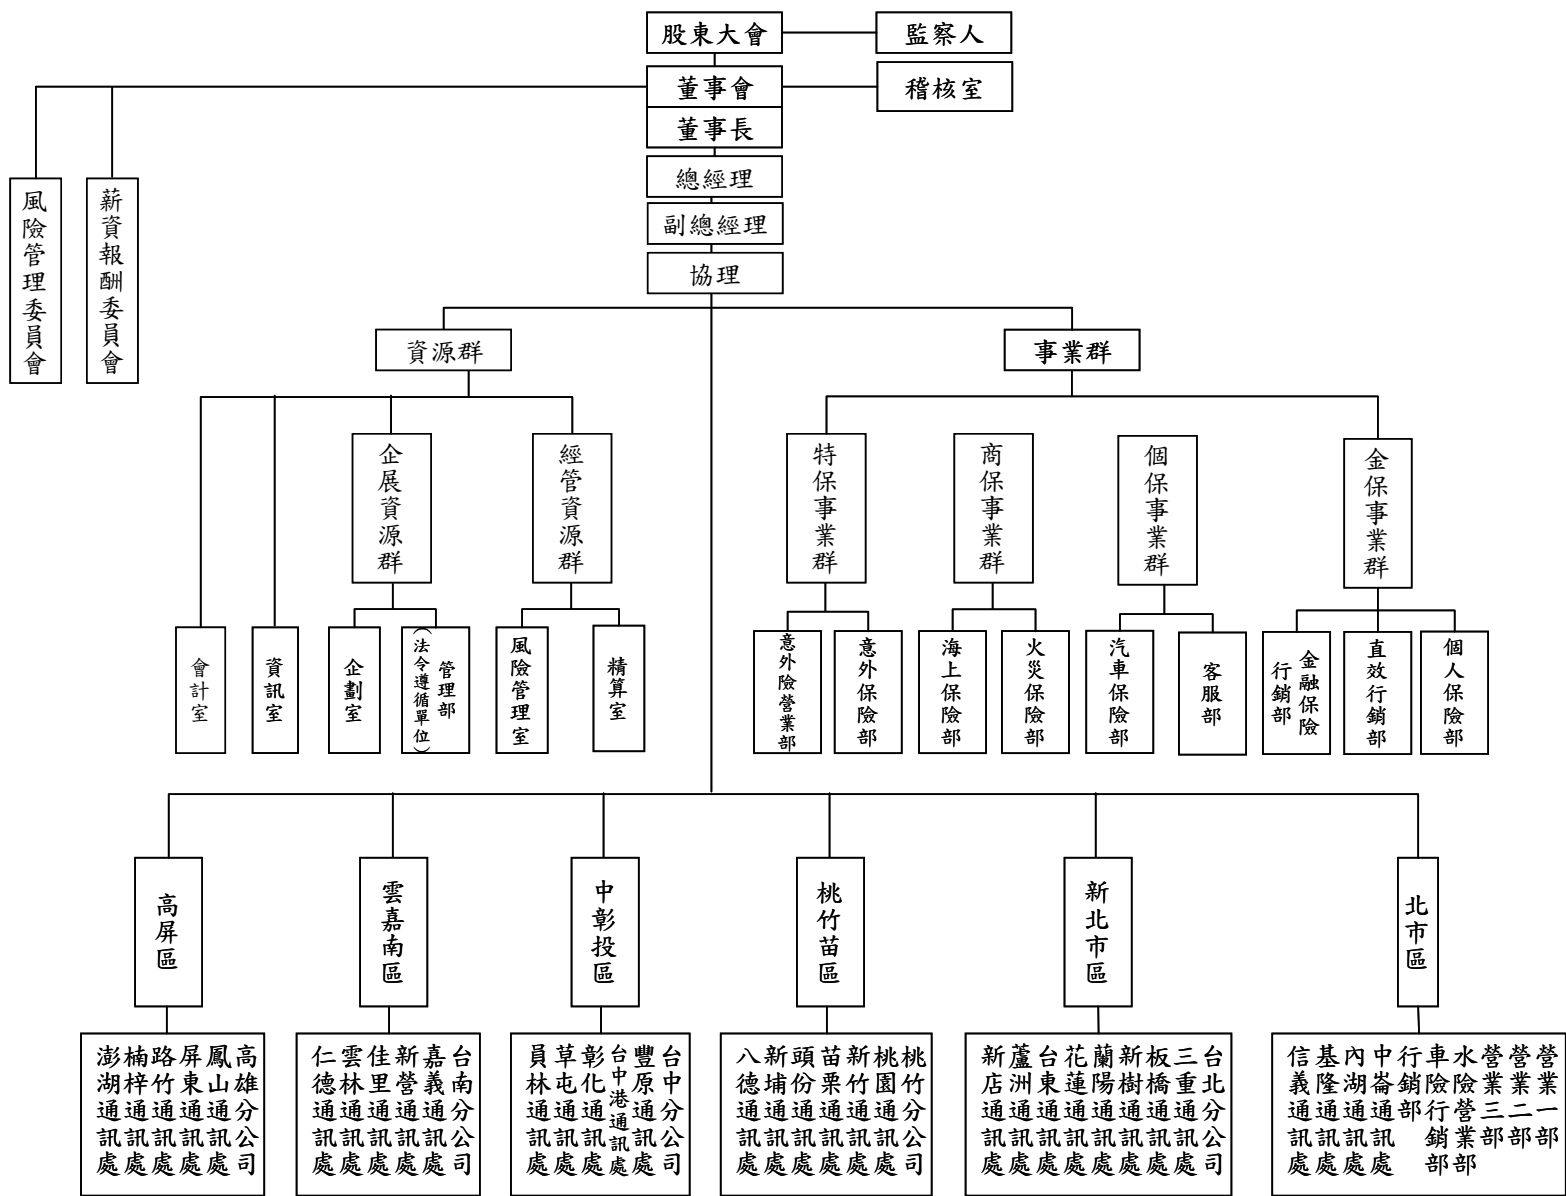 股東大會
監察人
董事會
稽核室
董事長
總經理
副總經理
協理
風險管理委員會
薪資報酬委員會
資源群
事業群
企展資源群
經管資源群
特保事業群
商保事業群
個保事業群
金保事業群
會計室
資訊室
企劃室
管理部
(法令遵循單位)
風險管理室
精算室
意外險營業部
意外保險部
海上保險部
火災保險部
汽車保險部
客服部
金融保險
行銷部
直效行銷部
個人保險部
高屏區
雲嘉南區
中彰投區
桃竹苗區
新北市區
北市區
高雄分公司
鳳山通訊處
屏東通訊處
路竹通訊處
楠梓通訊處
澎湖通訊處
台南分公司
嘉義通訊處
新營通訊處
佳里通訊處
雲林通訊處
仁德通訊處
台中分公司
豐原通訊處
台中港通訊處
彰化通訊處
草屯通訊處
員林通訊處
桃竹分公司
桃園通訊處
新竹通訊處
苗栗通訊處
頭份通訊處
新埔通訊處
八德通訊處
台北分公司
三重通訊處
板橋通訊處
新樹通訊處
蘭陽通訊處
花蓮通訊處
台東通訊處
蘆洲通訊處
新店通訊處
營業一部
營業二部
營業三部
水險營業部
車險行銷部
行銷部
中崙通訊處
內湖通訊處
基隆通訊處
信義通訊處